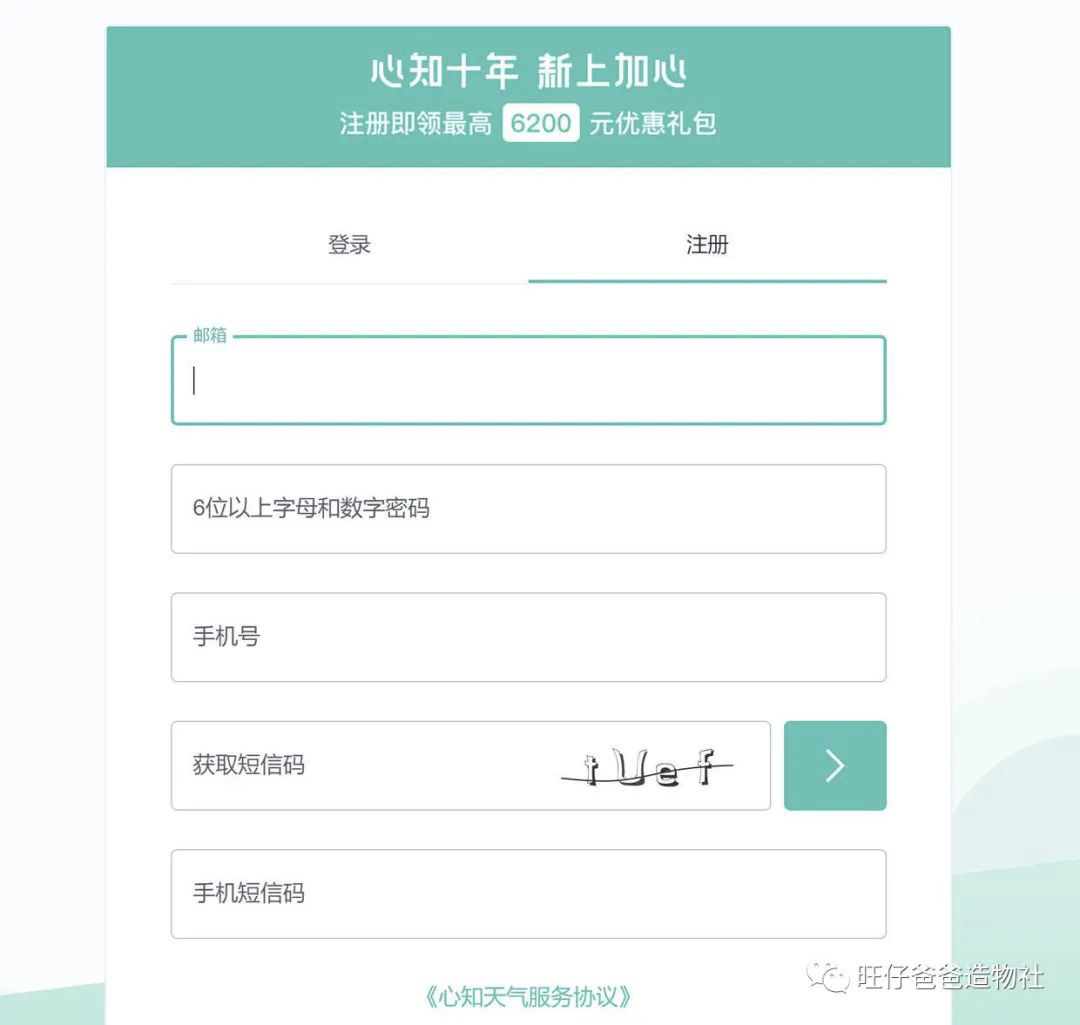 心知十年 新上加心
注册即领最高 6200 元优惠礼包
登录 注册
邮箱
6位以上字母和数字密码
手机号
获取短信码 tUef
手机短信码
《心知天气服务协议》
旺仔爸爸造物社